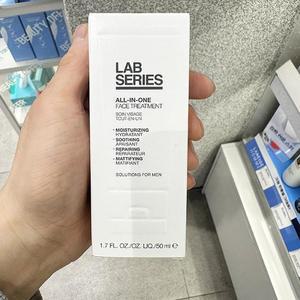 LAB
SERIES
ALL-IN-ONE
FACE TREATMENT
SOIN VISAGE
TOUT-EN-UN
• MOISTURIZING
HYDRATANT
• SOOTHING
APAISANT
• REPAIRING
RÉPARATEUR
• MATTIFYING
MATIFIANT
SOLUTIONS FOR MEN
1.7 FL. OZ./OZ. LIQ./50 ml ℮